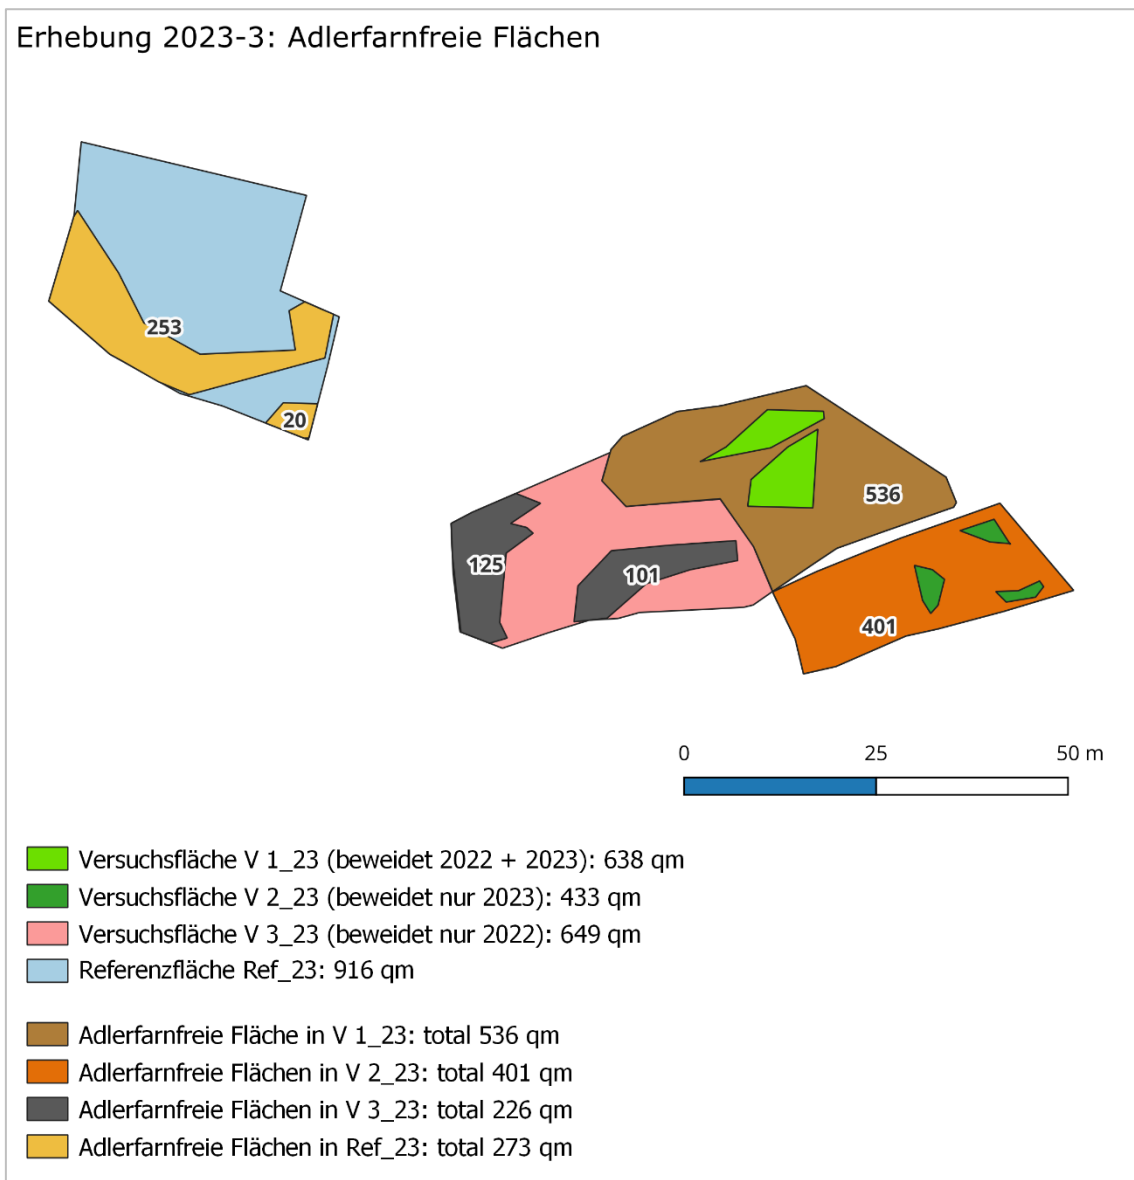 Erhebung 2023-3: Adlerfarnfreie Flächen
253
20
536
125
101
401
0 25 50 m
Versuchsfläche V 1_23 (beweidet 2022 + 2023): 638 qm
Versuchsfläche V 2_23 (beweidet nur 2023): 433 qm
Versuchsfläche V 3_23 (beweidet nur 2022): 649 qm
Referenzfläche Ref_23: 916 qm
Adlerfarnfreie Fläche in V 1_23: total 536 qm
Adlerfarnfreie Flächen in V 2_23: total 401 qm
Adlerfarnfreie Flächen in V 3_23: total 226 qm
Adlerfarnfreie Flächen in Ref_23: total 273 qm